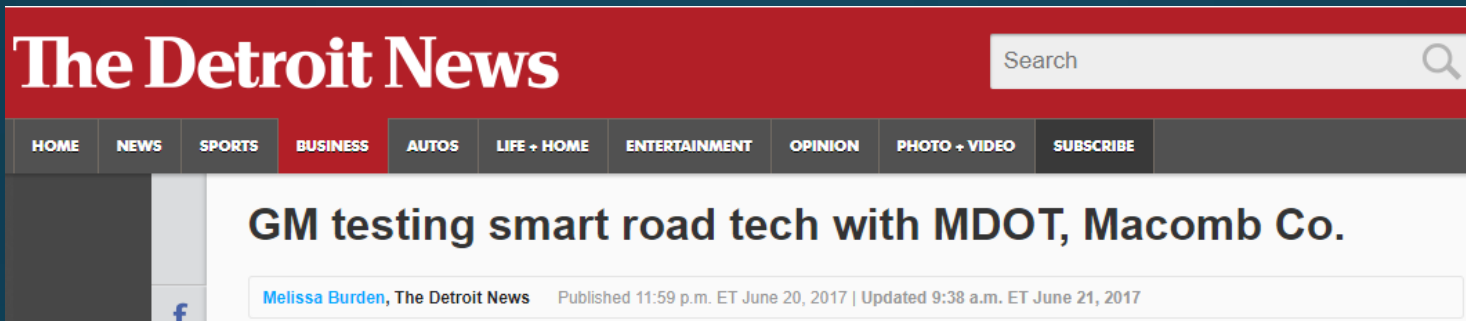 The Detroit News
Search
HOME NEWS SPORTS BUSINESS AUTOS LIFE + HOME ENTERTAINMENT OPINION PHOTO + VIDEO SUBSCRIBE
GM testing smart road tech with MDOT, Macomb Co.
Melissa Burden, The Detroit News Published 11:59 p.m. ET June 20, 2017 | Updated 9:38 a.m. ET June 21, 2017
f